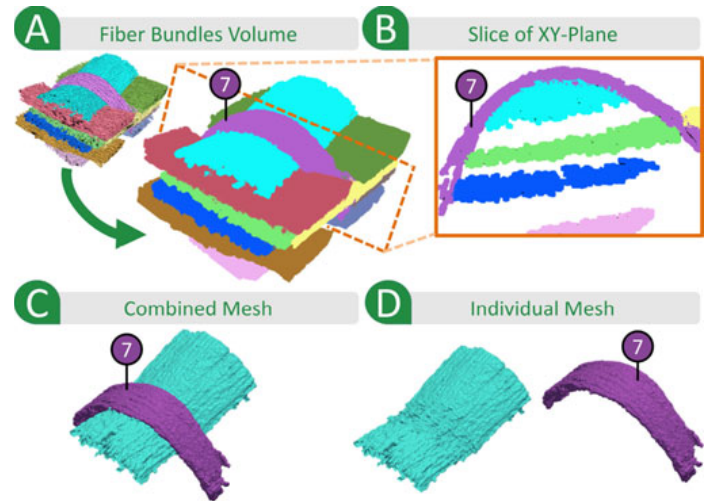 A Fiber Bundles Volume
B Slice of XY-Plane
7
7
C Combined Mesh
D Individual Mesh
7
7